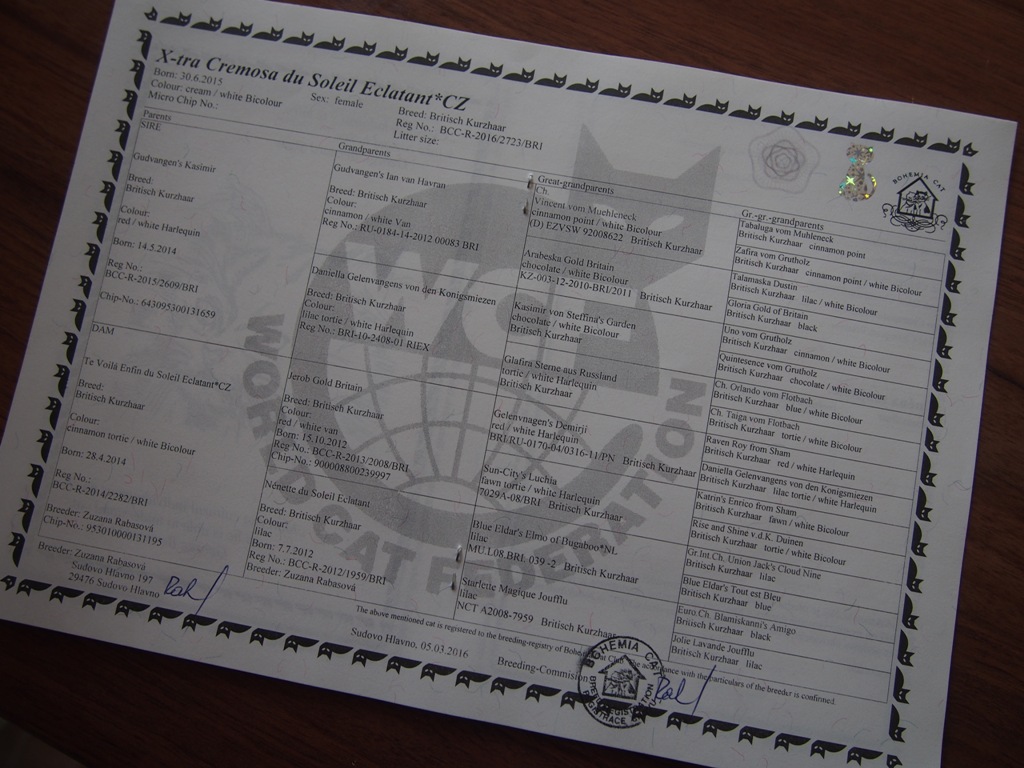 X-tra Cremosa du Soleil Eclatant*CZ
Born: 30.6.2015
Sex: female
Breed: Britisch Kurzhaar
Colour: cream / white Bicolour
Reg No.: BCC-R-2016/2723/BRI
Micro Chip No.:
Litter size:
Parents
SIRE
Gudvangen's Kasimir
Breed:
Britisch Kurzhaar
Colour:
red / white Harlequin
Born: 14.5.2014
Reg No:
BCC-R-2015/2609/BRI
Chip-No.: 643095300131659
DAM
Te Voilá Enfin du Soleil Eclatant*CZ
Breed:
Britisch Kurzhaar
Colour:
cinnamon tortie / white Bicolour
Born: 28.4.2014
Reg No.:
BCC-R-2014/2282/BRI
Breeder: Zuzana Rabasová
Chip-No.: 953010000131195
Grandparents
Gudvangen's Ian van Havran
Breed: Britisch Kurzhaar
Colour:
cinnamon / white Van
Reg No.: RU-0184-14-2012 00083 BRI
Daniella Gelenvangens von den Konigsmiezen
Breed: Britisch Kurzhaar
Colour:
lilac tortie / white Harlequin
Reg No.: BRI-10-2408-01 RIEX
Jerob Gold Britain
Breed: Britisch Kurzhaar
Colour:
red / white van
Born: 15.10.2012
Reg No.: BCC-R-2013/2008/BRI
Chip-No.: 900008800239997
Nénette du Soleil Eclatant
Breed: Britisch Kurzhaar
Colour:
lilac
Born: 7.7.2012
Reg No.: BCC-R-2012/1959/BRI
Breeder: Zuzana Rabasová
Great-grandparents
Ch.
Vincent vom Muehleneck
cinnamon point / white Bicolour
(D) EZVSW 92008622 Britisch Kurzhaar
Arabeska Gold Britain
chocolate / white Bicolour
KZ-003-12-2010-BRI/2011 Britisch Kurzhaar
Kasimir von Steffina's Garden
chocolate / white Bicolour
Britisch Kurzhaar
Glafira Sterne aus Russland
tortie / white Harlequin
Britisch Kurzhaar
Gelenvnagen's Demirji
red / white Harlequin
BRI/RU-0170-04/0316-11/PN Britisch Kurzhaar
Sun-City's Luchia
fawn tortie / white Harlequin
7029A-08/BRI Britisch Kurzhaar
Blue Eldar's Elmo of Bugaboo*NL
lilac
MU.L08.BRI. 039 -2 Britisch Kurzhaar
Starlette Magique Joufflu
lilac
NCT A2008-7959 Britisch Kurzhaar
Gr.-gr.-grandparents
Tabaluga vom Muhleneck
Britisch Kurzhaar cinnamon point
Zafira vom Grutholz
Britisch Kurzhaar cinnamon point / white Bicolour
Talamaska Dustin
Britisch Kurzhaar lilac / white Bicolour
Gloria Gold of Britain
Britisch Kurzhaar black
Uno vom Grutholz
Britisch Kurzhaar cinnamon / white Bicolour
Quintesence vom Grutholz
Britisch Kurzhaar chocolate / white Bicolour
Ch. Orlando vom Flotbach
Britisch Kurzhaar blue / white Bicolour
Ch. Taiga vom Flotbach
Britisch Kurzhaar tortie / white Bicolour
Raven Roy from Sham
Britisch Kurzhaar red / white Harlequin
Daniella Gelenvangens von den Konigsmiezen
Britisch Kurzhaar lilac tortie / white Harlequin
Katrin's Enrico from Sham
Britisch Kurzhaar fawn / white Bicolour
Rise and Shine v.d.K. Duinen
Britisch Kurzhaar tortie / white Bicolour
Gr.Int.Ch. Union Jack's Cloud Nine
Britisch Kurzhaar lilac
Blue Eldar's Tout est Bleu
Britisch Kurzhaar blue
Euro.Ch. Blamiskanni's Amigo
Britisch Kurzhaar black
Jolie Lavande Joufflu
Britisch Kurzhaar lilac
Breeder: Zuzana Rabasová
Sudovo Hlavno 197
29476 Sudovo Hlavno
The above mentioned cat is registered to the breeding-registry of Bohemia Cat Club. The accordance with the particulars of the breeder is confirmed.
Sudovo Hlavno, 05.03.2016
Breeding-Commision
BOHEMIA CAT
WCF
WORLD CAT FEDERATION
BOHEMIA CAT